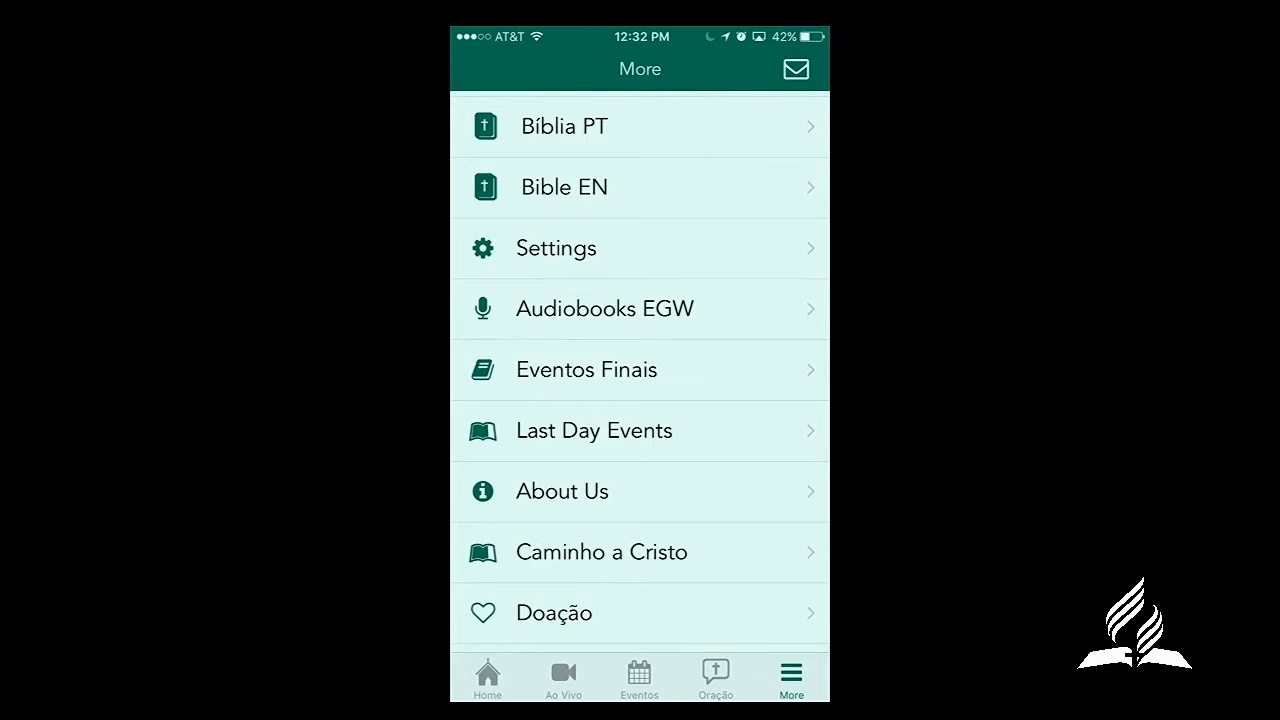 AT&T 12:32 PM 42%
More
Bíblia PT
Bible EN
Settings
Audiobooks EGW
Eventos Finais
Last Day Events
About Us
Caminho a Cristo
Doação
Home Ao Vivo Eventos Oração More